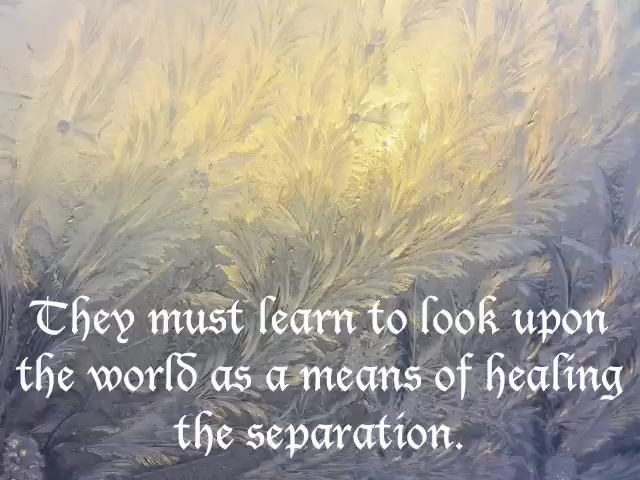 They must learn to look upon
the world as a means of healing
the separation.